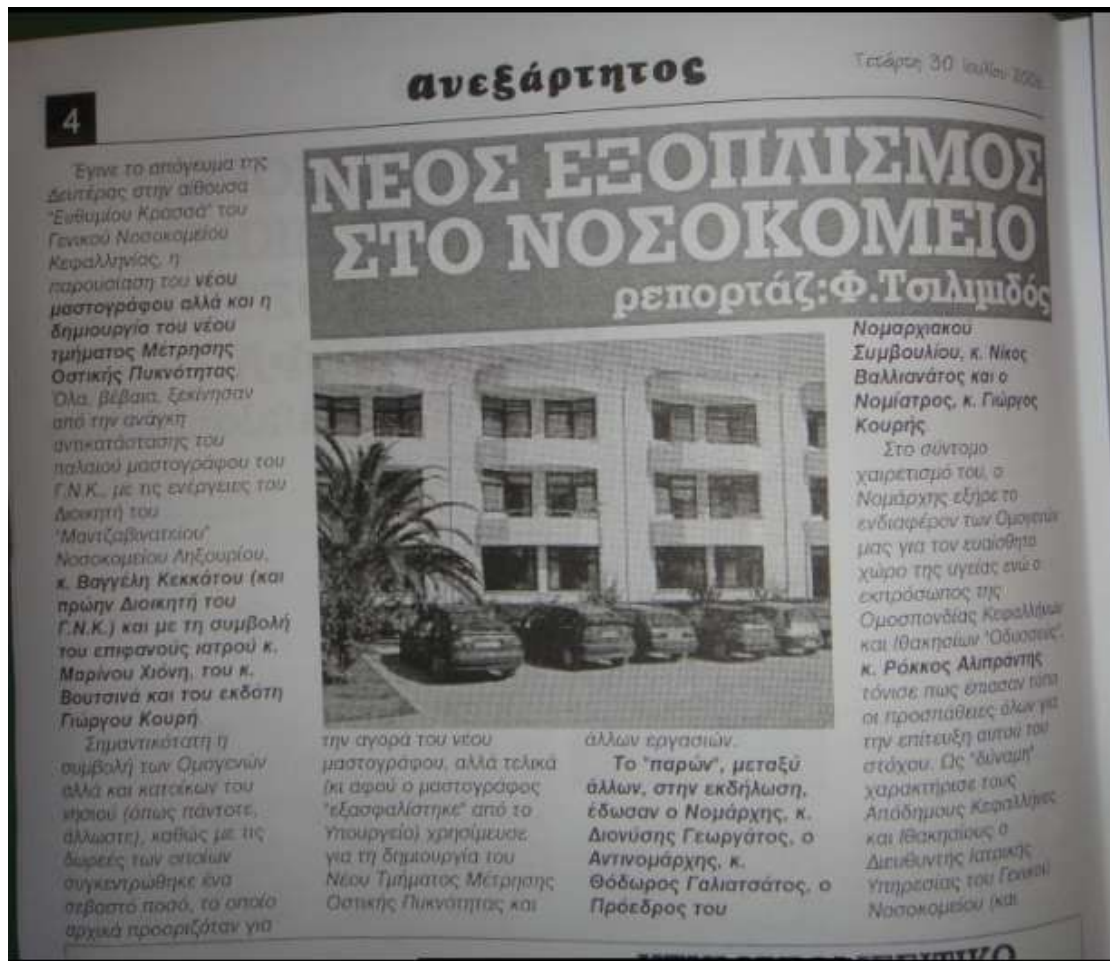 4
ανεξάρτητος
Τετάρτη 30 Ιουλίου
ΝΕΟΣ ΕΞΟΠΛΙΣΜΟΣ
ΣΤΟ ΝΟΣΟΚΟΜΕΙΟ
ρεπορτάζ:Φ.Τσιλιμιδός
Έγινε το απόγευμα της
Δευτέρας στην αίθουσα
"Ευθυμίου Κρασσά" του
Γενικού Νοσοκομείου
Κεφαλληνίας, η
παρουσίαση του νέου
μαστογράφου αλλά και η
δημιουργία του νέου
τμήματος Μέτρησης
Οστικής Πυκνότητας.
Όλα, βέβαια, ξεκίνησαν
από την ανάγκη
αντικατάστασης του
παλαιού μαστογράφου του
Γ.Ν.Κ., με τις ενέργειες του
Διοικητή του
"Μαντζαβινατείου"
Νοσοκομείου Ληξουρίου,
κ. Βαγγέλη Κεκκάτου (και
πρώην Διοικητή του
Γ.Ν.Κ.) και με τη συμβολή
του επιφανούς ιατρού κ.
Μαρίνου Χιόνη, του κ.
Βουτσινά και του εκδότη
Γιώργου Κουρή.
Σημαντικότατη η
συμβολή των Ομογενών
αλλά και κατοίκων του
νησιού (όπως πάντοτε,
άλλωστε), καθώς με τις
δωρεές των οποίων
συγκεντρώθηκε ένα
σεβαστό ποσό, το οποίο
αρχικά προοριζόταν για
την αγορά του νέου
μαστογράφου, αλλά τελικά
(κι αφού ο μαστογράφος
"εξασφαλίστηκε" από το
Υπουργείο) χρησίμευσε
για τη δημιουργία του
Νέου Τμήματος Μέτρησης
Οστικής Πυκνότητας και
άλλων εργασιών.
Το "παρών", μεταξύ
άλλων, στην εκδήλωση,
έδωσαν ο Νομάρχης, κ.
Διονύσης Γεωργάτος, ο
Αντινομάρχης, κ.
Θόδωρος Γαλιατσάτος, ο
Πρόεδρος του
Νομαρχιακού
Συμβουλίου, κ. Νίκος
Βαλλιανάτος και ο
Νομίατρος, κ. Γιώργος
Κουρής.
Στο σύντομο
χαιρετισμό του, ο
Νομάρχης εξήρε το
ενδιαφέρον των Ομογενών
μας για τον ευαίσθητο
χώρο της υγείας ενώ ο
εκπρόσωπος της
Ομοσπονδίας Κεφαλλήνων
και Ιθακησίων "Οδυσσεύς",
κ. Ρόκκος Αλιπράντης
τόνισε πως έπιασαν τόπο
οι προσπάθειες όλων για
την επίτευξη αυτού του
στόχου. Ως "δύναμη"
χαρακτήρισε τους
Απόδημους Κεφαλλήνες
και Ιθακησίους ο
Διευθυντής Ιατρικής
Υπηρεσίας του Γενικού
Νοσοκομείου (και